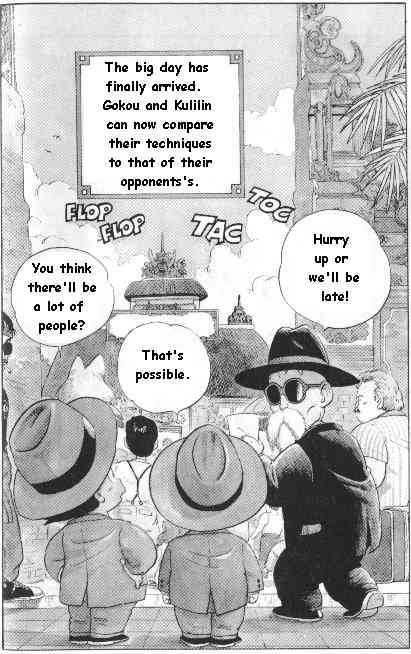 The big day has
finally arrived.
Gokou and Kulilin
can now compare
their techniques
to that of their
opponents's.
FLOP
FLOP
TAC
TOC
You think
there'll be
a lot of
people?
That's
possible.
Hurry
up or
we'll be
late!